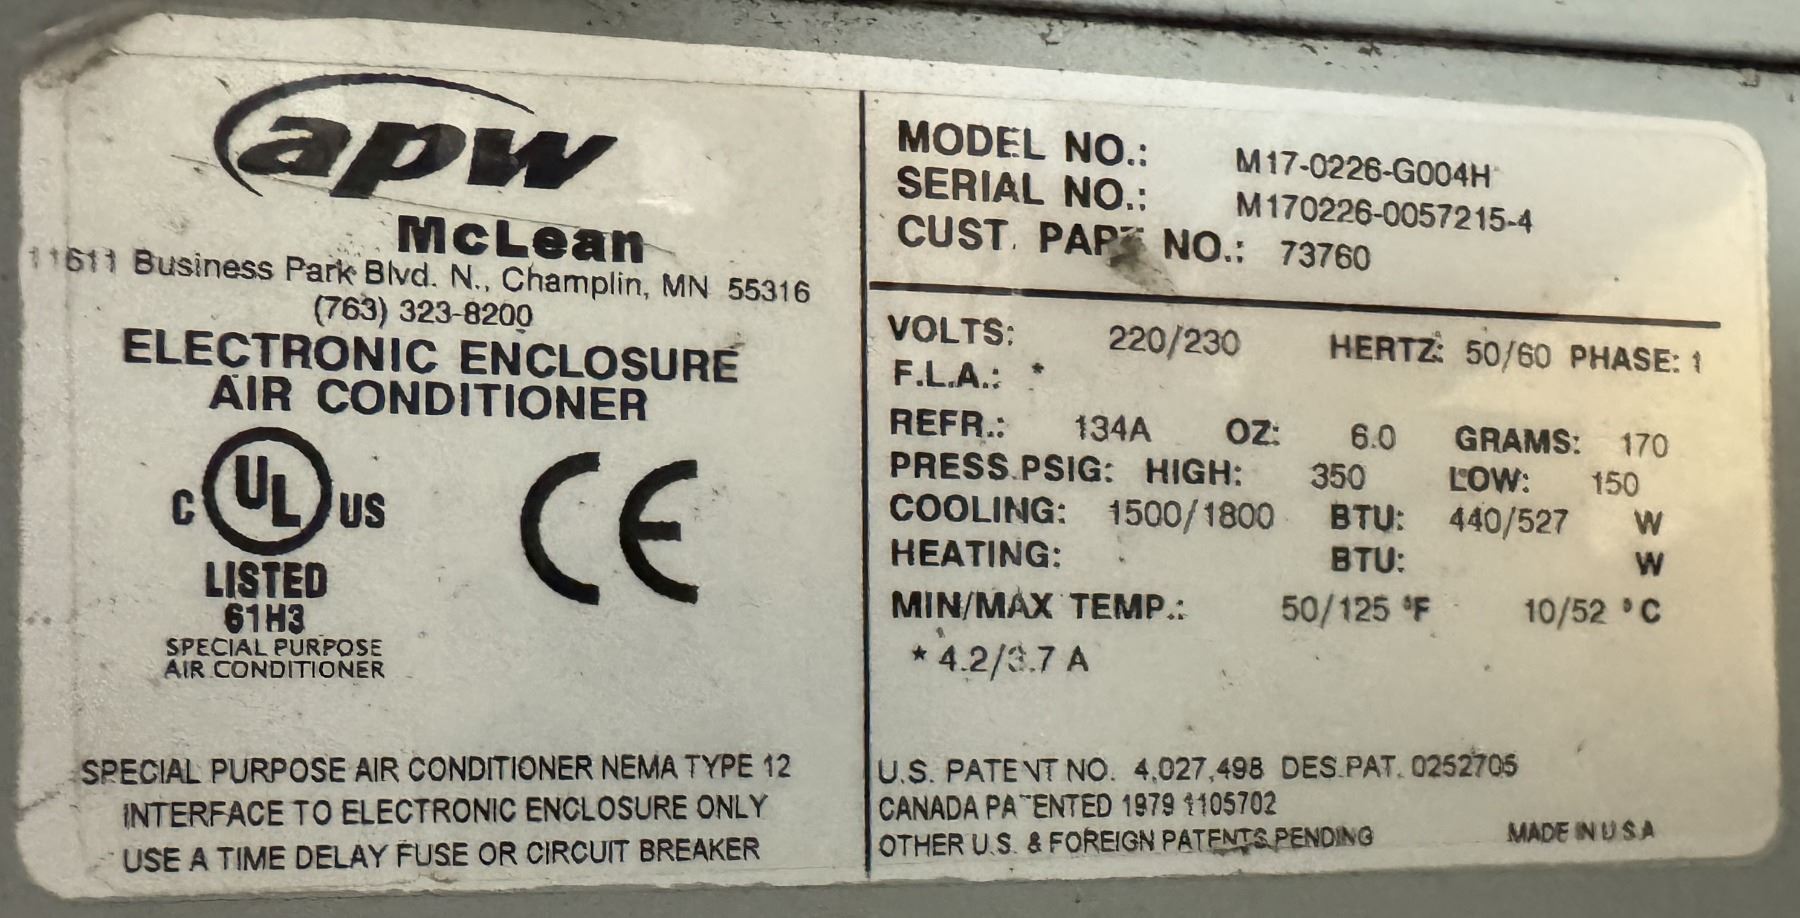 apw
McLean
11611 Business Park Blvd. N., Champlin, MN 55316
(763) 323-8200
ELECTRONIC ENCLOSURE
AIR CONDITIONER
C UL US
LISTED
61H3
SPECIAL PURPOSE
AIR CONDITIONER
CE
SPECIAL PURPOSE AIR CONDITIONER NEMA TYPE 12
INTERFACE TO ELECTRONIC ENCLOSURE ONLY
USE A TIME DELAY FUSE OR CIRCUIT BREAKER
MODEL NO.: M17-0226-G004H
SERIAL NO.: M170226-0057215-4
CUST. PART NO.: 73760
VOLTS: 220/230 HERTZ: 50/60 PHASE: 1
F.L.A.: *
REFR.: 134A OZ: 6.0 GRAMS: 170
PRESS.PSIG: HIGH: 350 LOW: 150
COOLING: 1500/1800 BTU: 440/527 W
HEATING: BTU: W
MIN/MAX TEMP.: 50/125 °F 10/52 °C
* 4.2/3.7 A
U.S. PATENT NO. 4,027,498 DES.PAT. 0252705
CANADA PATENTED 1979 1105702
OTHER U.S. & FOREIGN PATENTS PENDING MADE IN U S A